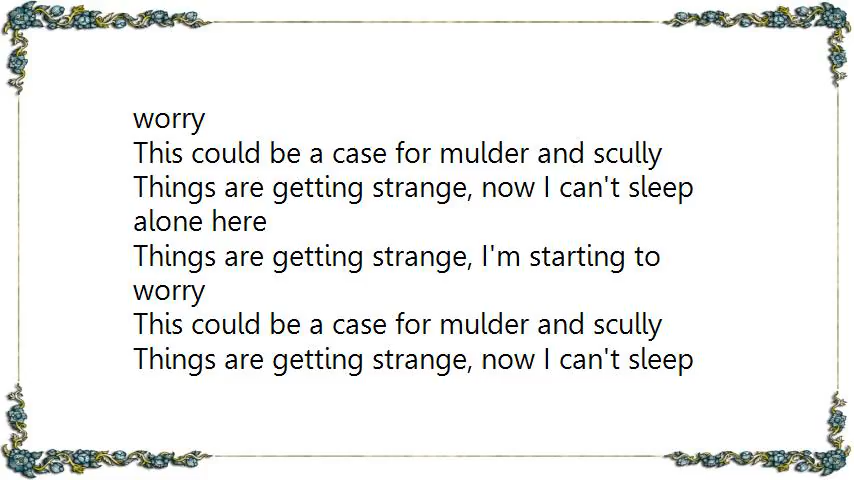 worry
This could be a case for mulder and scully
Things are getting strange, now I can't sleep
alone here
Things are getting strange, I'm starting to
worry
This could be a case for mulder and scully
Things are getting strange, now I can't sleep